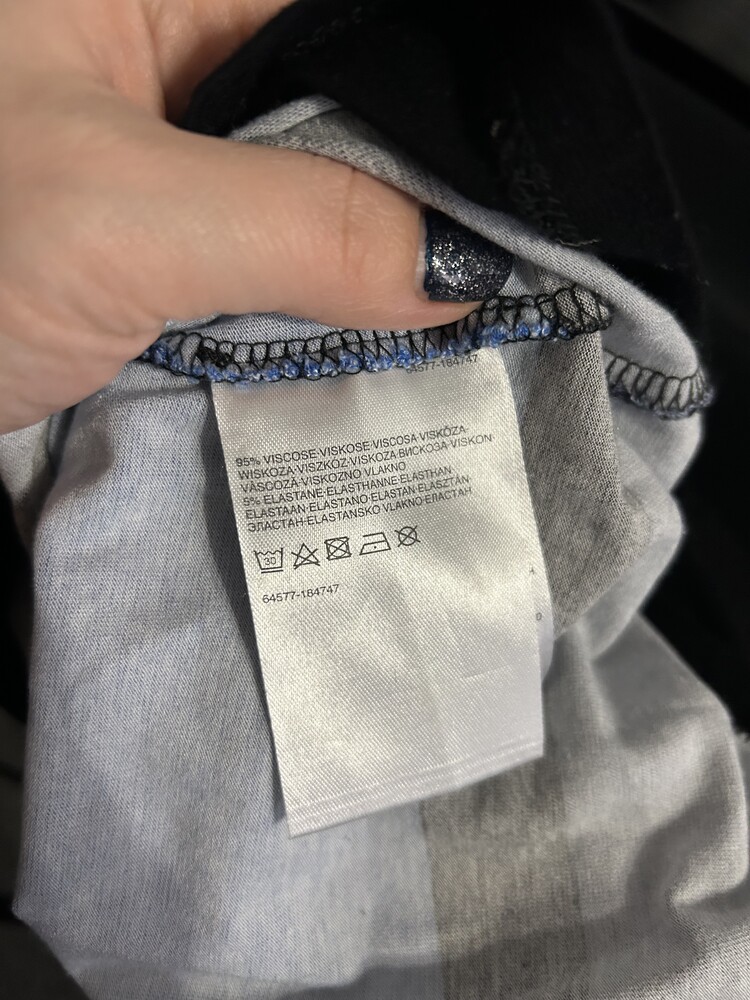 64577-184747
95% VISCOSE·VISKOSE·VISCOSA·VISKÓZA·
WISKOZA·VISZKÓZ·VISKOZA·ВИСКОЗА·VISKON·
VÂSCOZĂ·VISKOZNO VLAKNO
5% ELASTANE·ELASTHANNE·ELASTHAN
ELASTAAN·ELASTANO·ELASTAN·ELASZTÁN·
ЭЛАСТАН·ELASTANSKO VLAKNO·ЕЛАСТАН
30
64577-184747